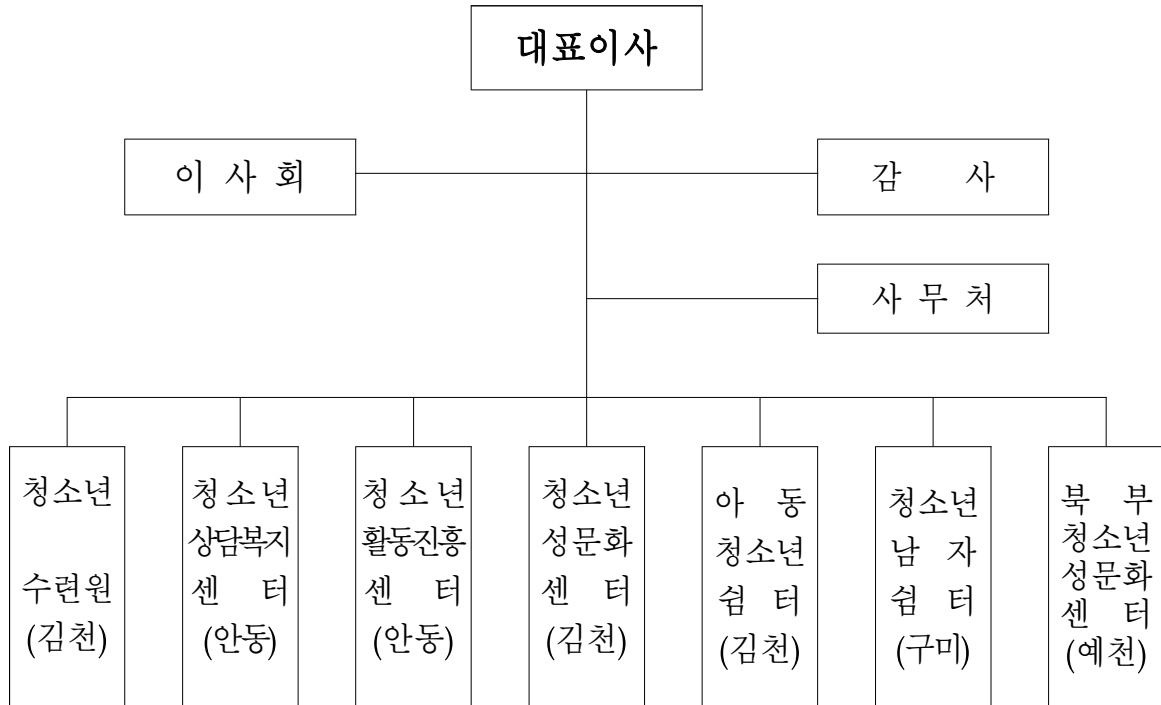 대표이사
이 사 회
감 사
사 무 처
청소년
수련원
(김천)
청 소 년
상담복지
센 터
(안동)
청 소 년
활동진흥
센 터
(안동)
청소년
성문화
센 터
(김천)
아 동
청소년
쉼 터
(김천)
청소년
남 자
쉼 터
(구미)
북 부
청소년
성문화
센 터
(예천)